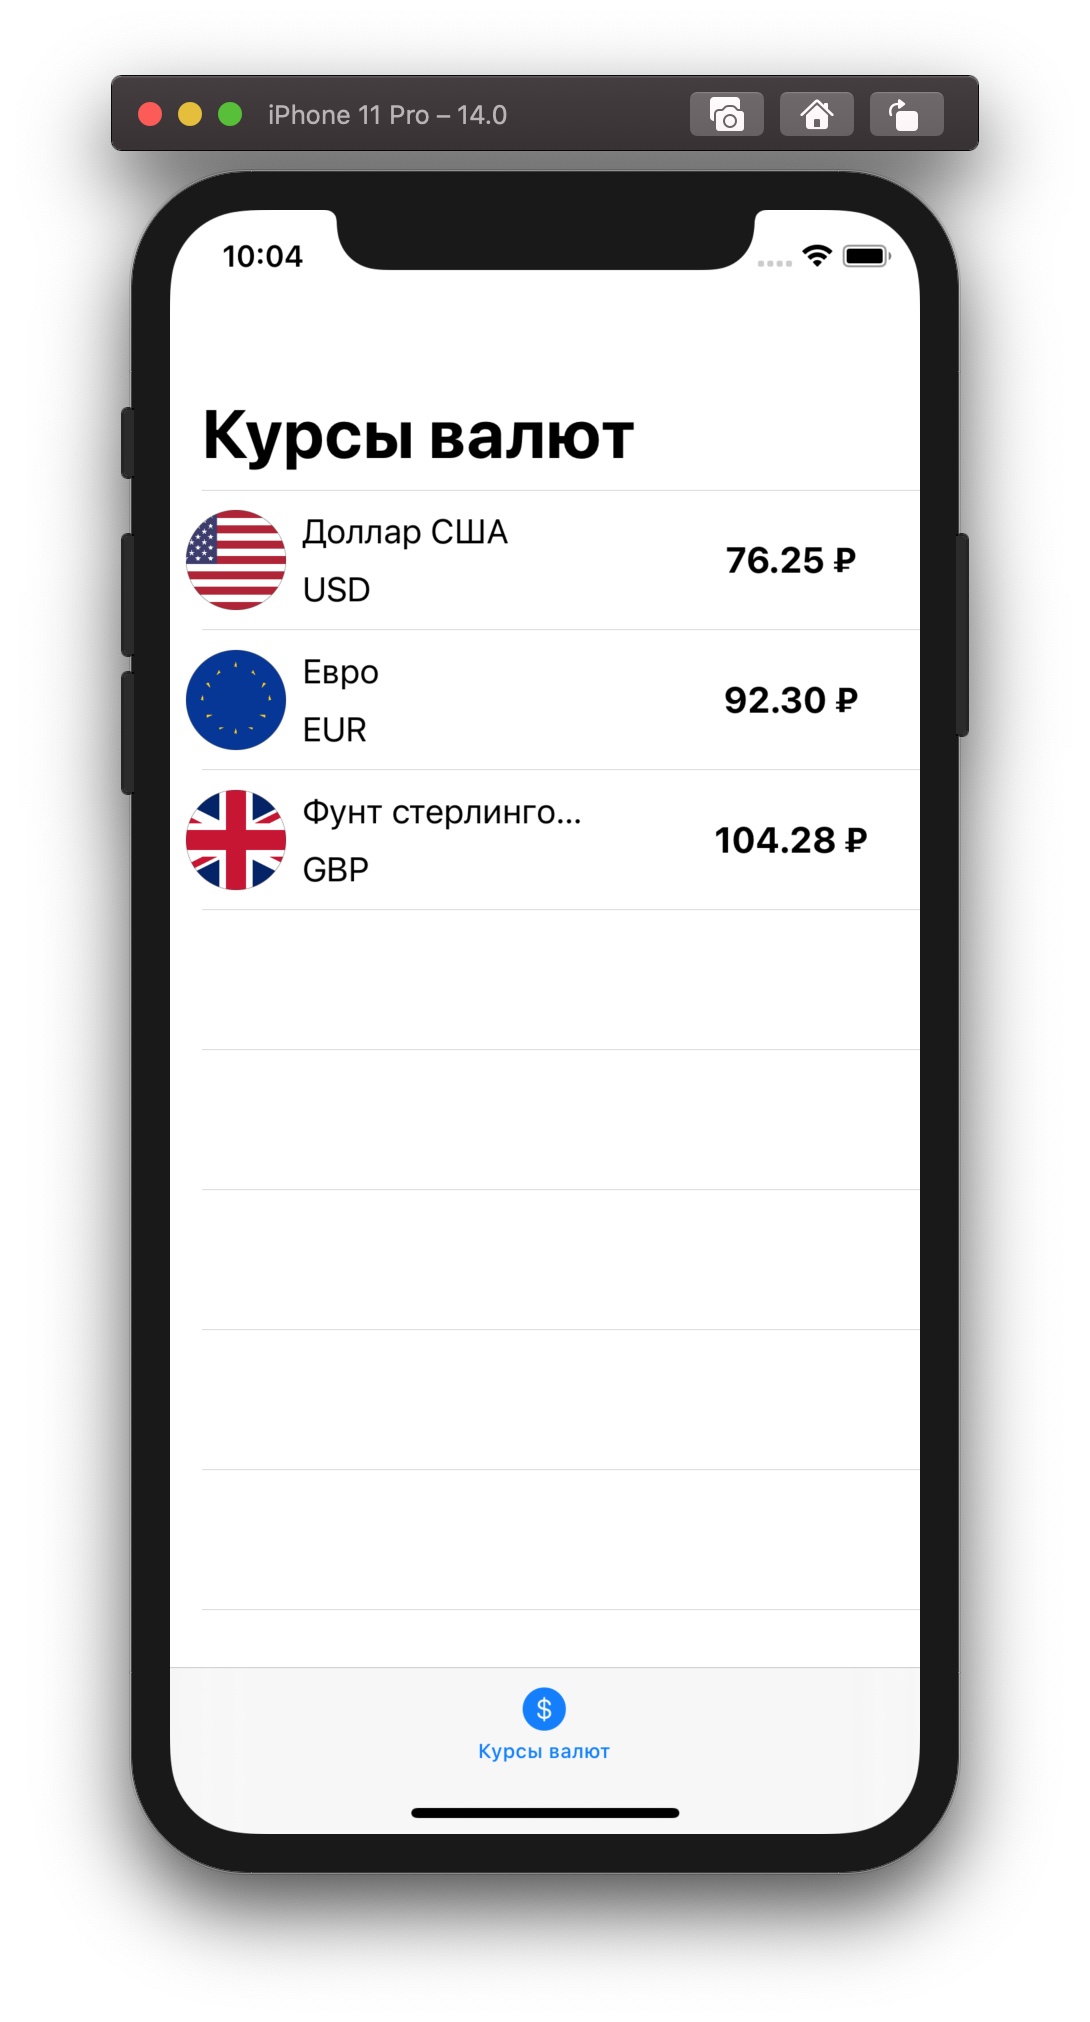 iPhone 11 Pro – 14.0
10:04
Курсы валют
Доллар США
USD
76.25 ₽
Евро
EUR
92.30 ₽
Фунт стерлинго...
GBP
104.28 ₽
$
Курсы валют